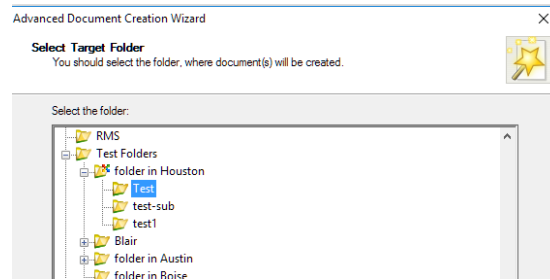 Advanced Document Creation Wizard
Select Target Folder
You should select the folder, where document(s) will be created.
Select the folder:
RMS
Test Folders
folder in Houston
Test
test-sub
test1
Blair
folder in Austin
folder in Boise